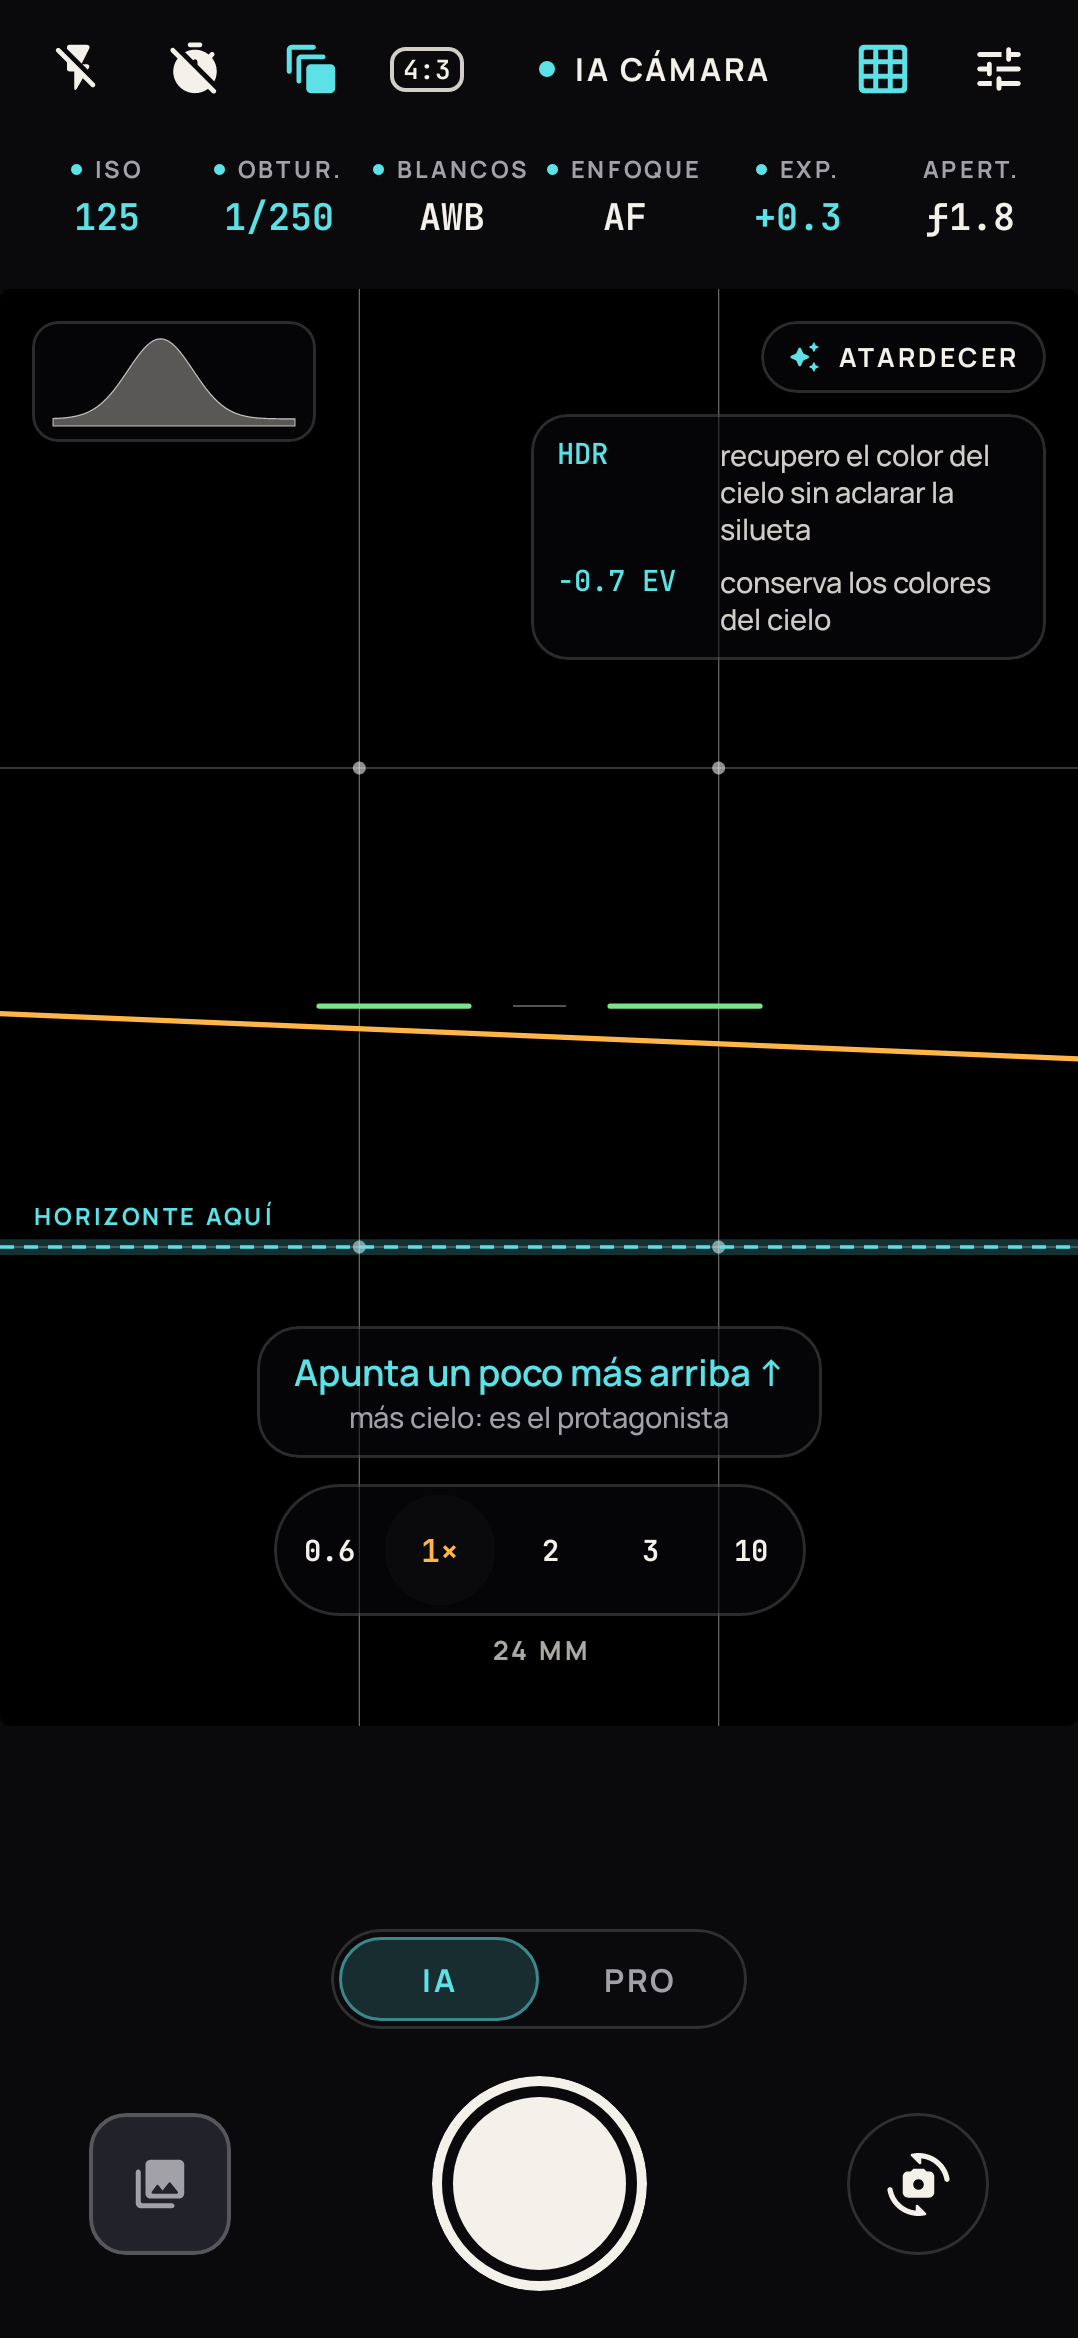 4:3
IA CÁMARA
ISO
OBTUR.
BLANCOS
ENFOQUE
EXP.
APERT.
125
1/250
AWB
AF
+0.3
ƒ1.8
ATARDECER
HDR
recupero el color del
cielo sin aclarar la
silueta
-0.7 EV
conserva los colores
del cielo
HORIZONTE AQUÍ
Apunta un poco más arriba ↑
más cielo: es el protagonista
0.6
1×
2
3
10
24 MM
IA
PRO